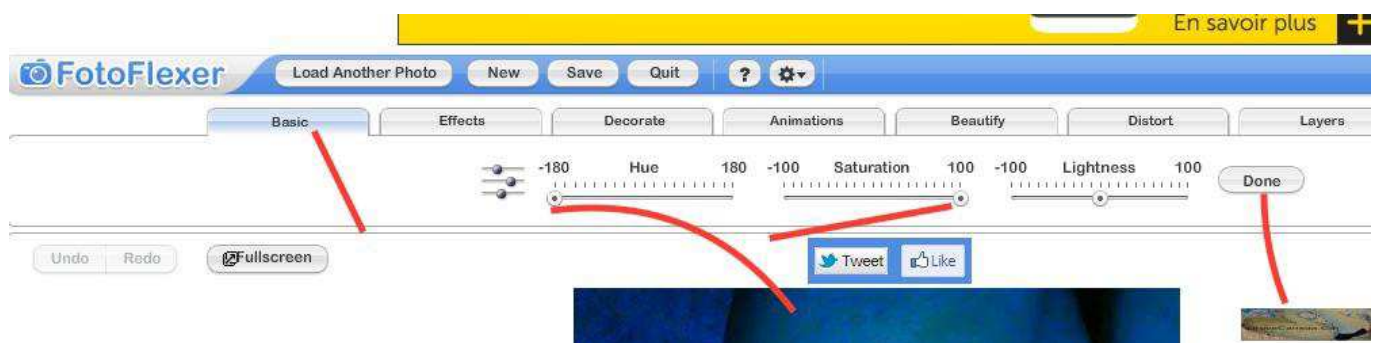 En savoir plus
FotoFlexer Load Another Photo New Save Quit ?
Basic Effects Decorate Animations Beautify Distort Layers
-180 Hue 180 -100 Saturation 100 -100 Lightness 100 Done
Undo Redo Fullscreen
Tweet Like